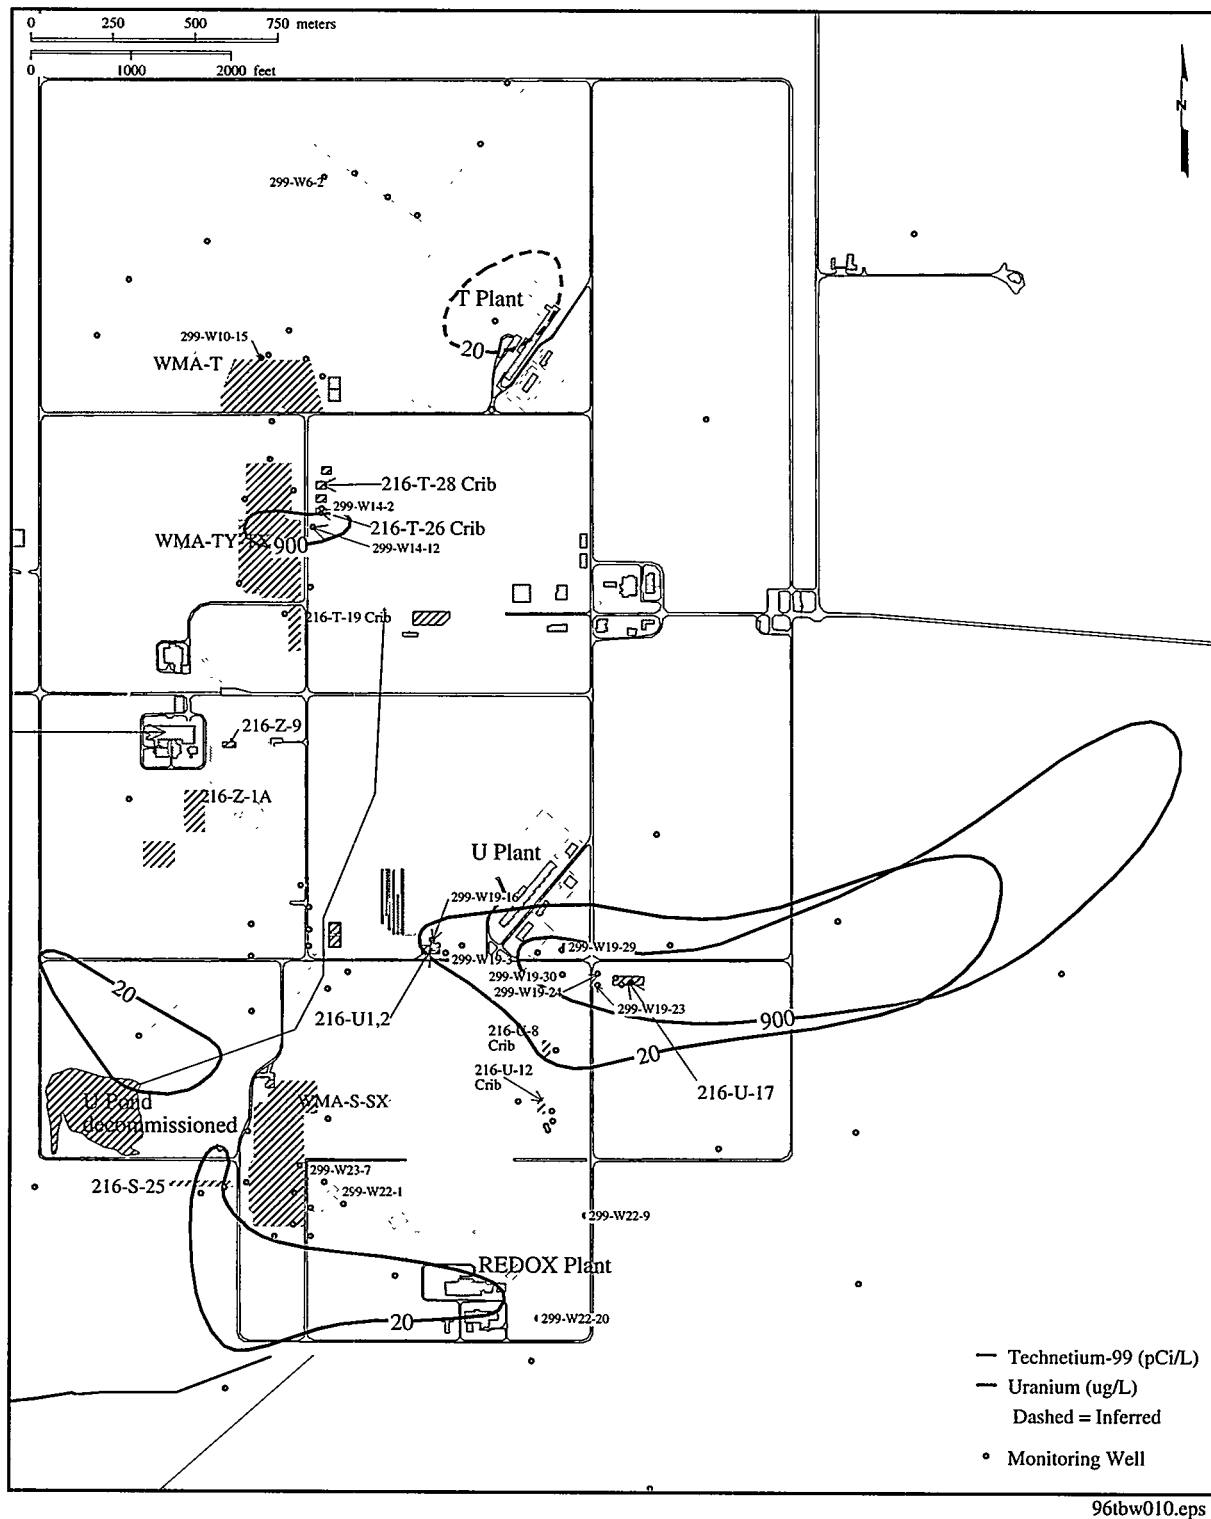 0 250 500 750 meters
0 1000 2000 feet
N
299-W6-2
T Plant
20
299-W10-15
WMA-T
216-T-28 Crib
299-W14-2
216-T-26 Crib
WMA-TY-TX
900
299-W14-12
216-T-19 Crib
216-Z-9
216-Z-1A
U Plant
299-W19-16
299-W19-29
299-W19-3
299-W19-30
299-W19-24
299-W19-23
20
216-U1,2
900
216-U-8
Crib
20
216-U-12
Crib
216-U-17
U Pond
decommissioned
WMA-S-SX
299-W23-7
216-S-25
299-W22-1
299-W22-9
REDOX Plant
20
299-W22-20
Technetium-99 (pCi/L)
Uranium (ug/L)
Dashed = Inferred
Monitoring Well
96tbw010.eps